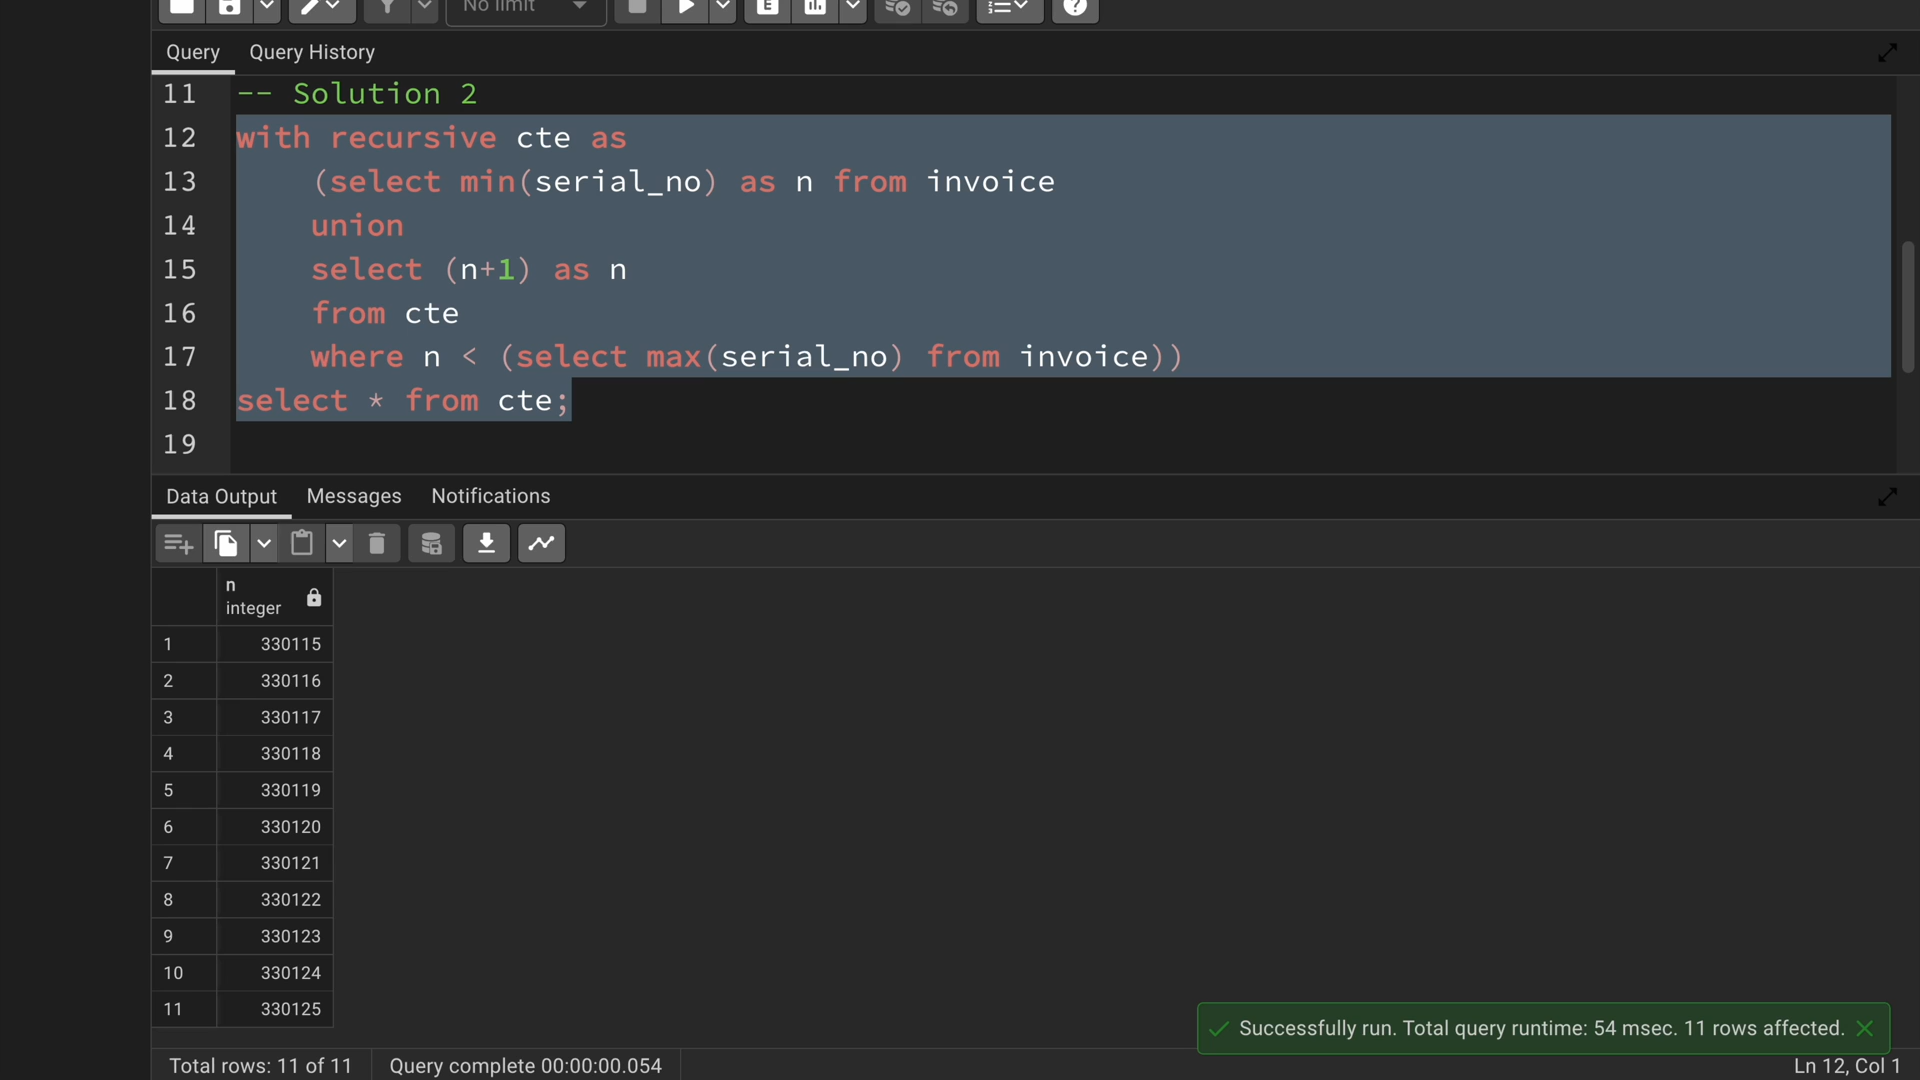 No limit
Query Query History
11 -- Solution 2
12 with recursive cte as
13 (select min(serial_no) as n from invoice
14 union
15 select (n+1) as n
16 from cte
17 where n < (select max(serial_no) from invoice))
18 select * from cte;
19
Data Output Messages Notifications
n
integer
1 330115
2 330116
3 330117
4 330118
5 330119
6 330120
7 330121
8 330122
9 330123
10 330124
11 330125
Successfully run. Total query runtime: 54 msec. 11 rows affected.
Total rows: 11 of 11 Query complete 00:00:00.054 Ln 12, Col 1